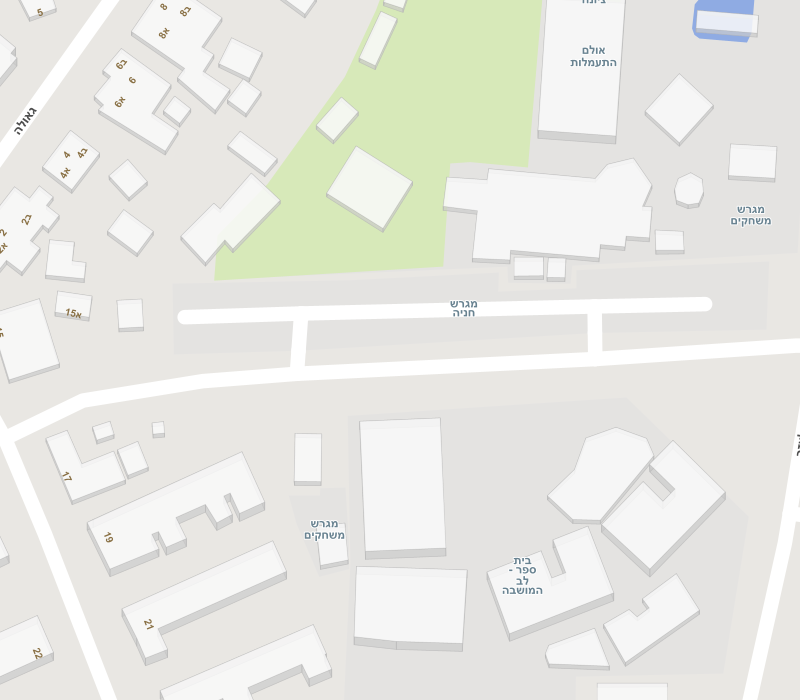 ציונה
אולם
התעמלות
5
8
8ב
8א
6ב
6
6א
גאולה
4
4ב
4א
2ב
2
2א
מגרש
משחקים
15א
מגרש
חניה
17
19
מגרש
משחקים
בית
ספר -
לב
המושבה
21
22